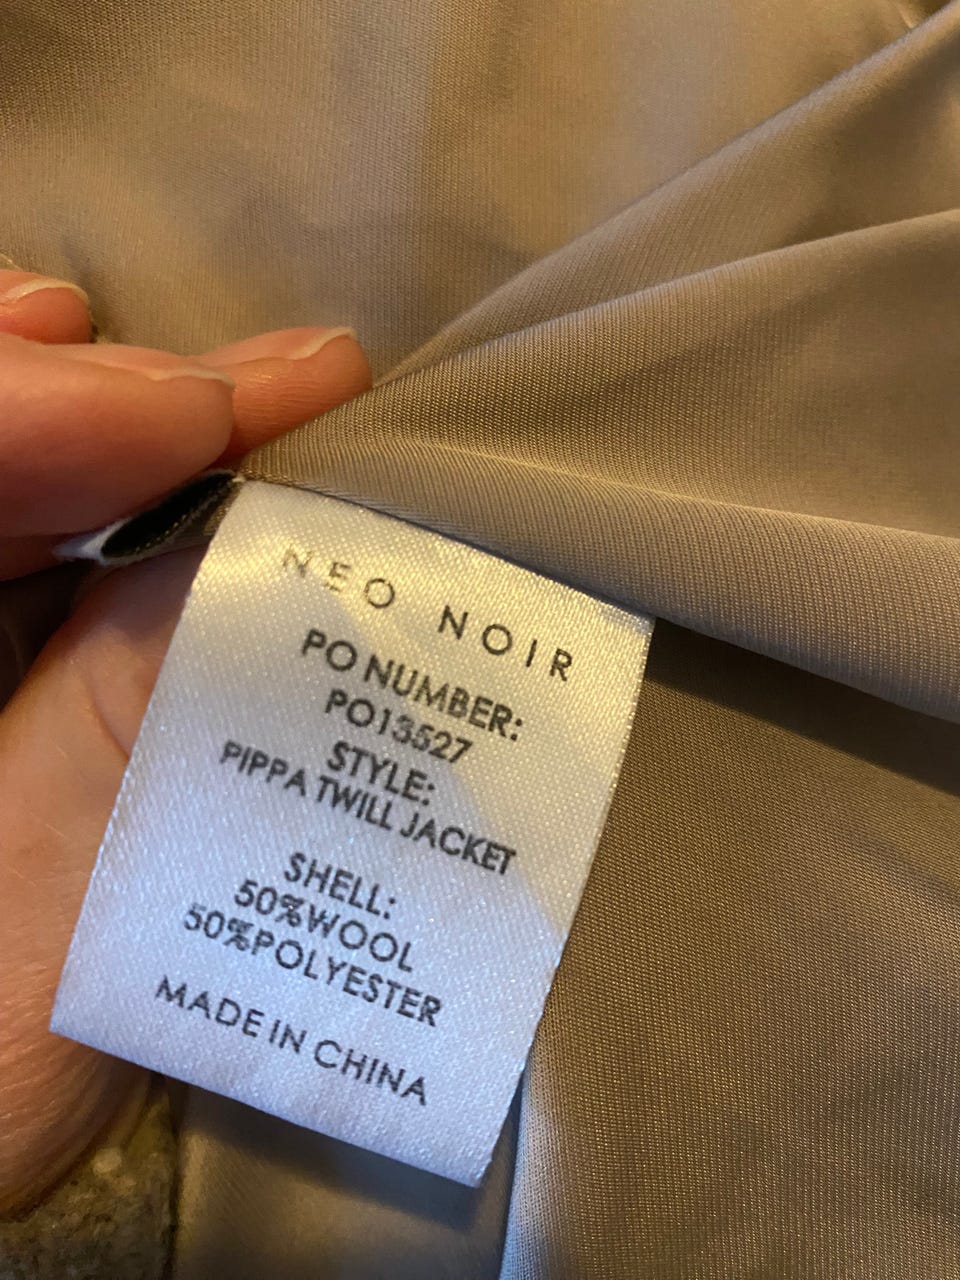 NEO NOIR
PO NUMBER:
PO13527
STYLE:
PIPPA TWILL JACKET
SHELL:
50%WOOL
50%POLYESTER
MADE IN CHINA